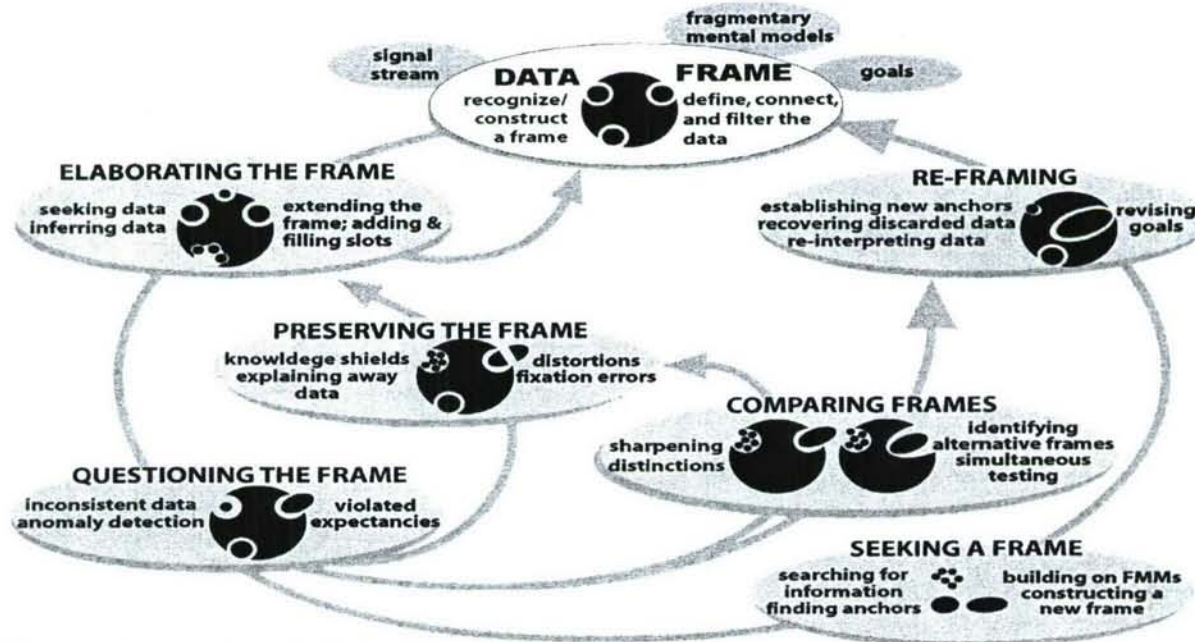 fragmentary
mental models
signal
stream
goals
DATA
recognize/
construct
a frame
FRAME
define, connect,
and filter the
data
ELABORATING THE FRAME
seeking data
inferring data
extending the
frame; adding &
filling slots
RE-FRAMING
establishing new anchors
recovering discarded data
re-interpreting data
revising
goals
PRESERVING THE FRAME
knowldege shields
explaining away
data
distortions
fixation errors
COMPARING FRAMES
sharpening
distinctions
identifying
alternative frames
simultaneous
testing
QUESTIONING THE FRAME
inconsistent data
anomaly detection
violated
expectancies
SEEKING A FRAME
searching for
information
finding anchors
building on FMMs
constructing a
new frame